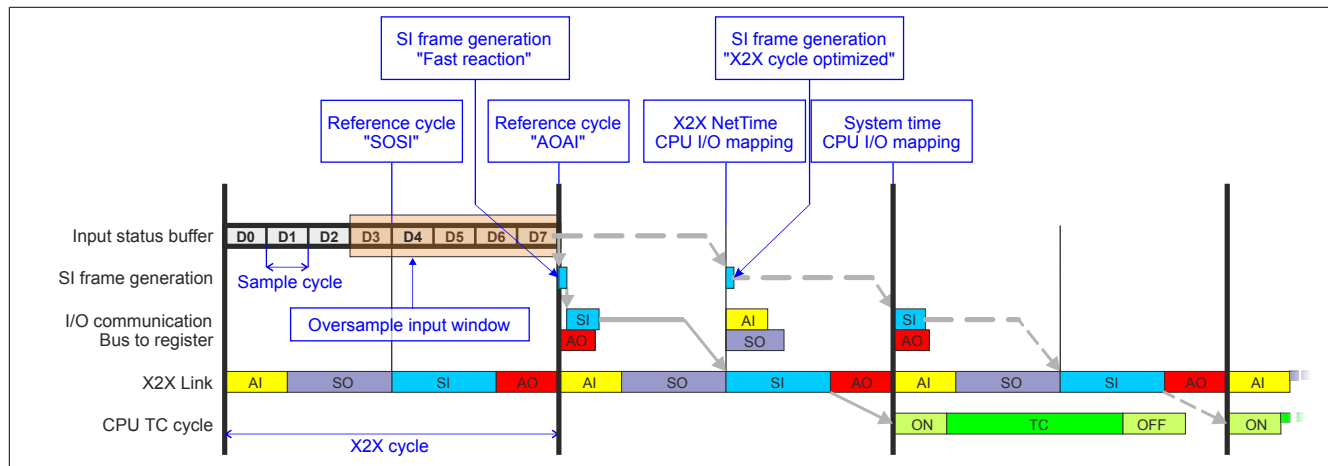 SI frame generation
"Fast reaction"
SI frame generation
"X2X cycle optimized"
Reference cycle
"SOSI"
Reference cycle
"AOAI"
X2X NetTime
CPU I/O mapping
System time
CPU I/O mapping
Input status buffer
D0 D1 D2 D3 D4 D5 D6 D7
SI frame generation
Sample cycle
Oversample input window
I/O communication
Bus to register
SI AI SI
AO SO AO
X2X Link
AI SO SI AO AI SO SI AO AI SO SI AO AI
CPU TC cycle
ON TC OFF ON
X2X cycle